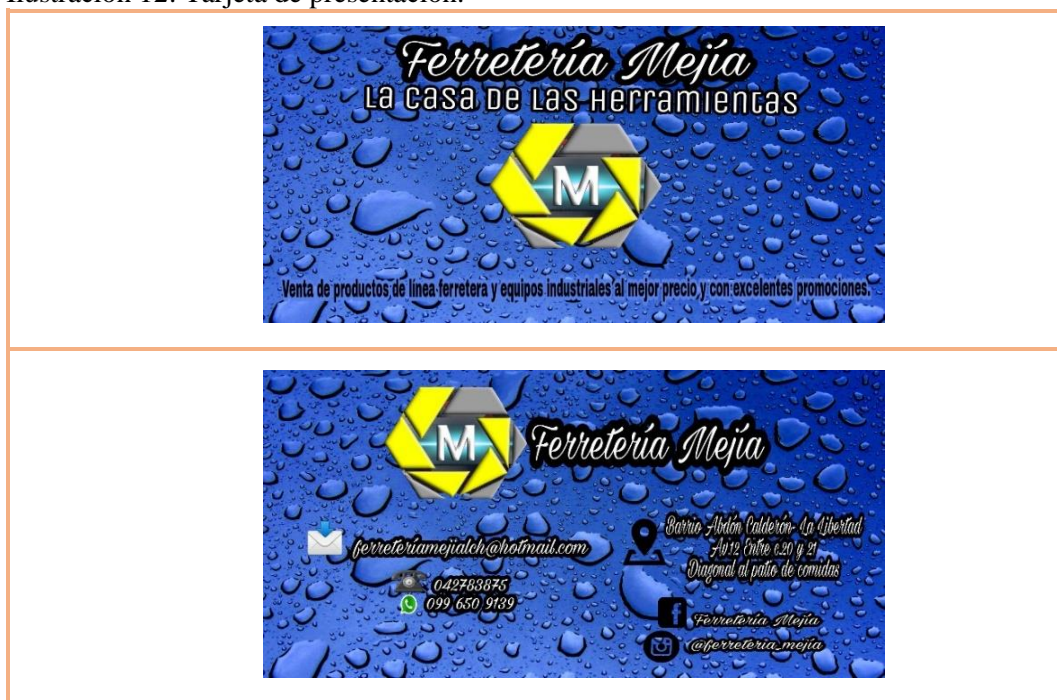 Ilustración 12: Tarjeta de presentación.
Ferretería Mejía
La casa de las Herramientas
M
Venta de productos de línea ferretera y equipos industriales al mejor precio y con excelentes promociones.
M
Ferretería Mejía
ferreteríamejialch@hotmail.com
042783875
099 650 9139
Barrio Abdón Calderón- La Libertad
Av12 Entre c.20 y 21
Diagonal al patio de comidas
Ferretería Mejía
@ferreteria_mejía